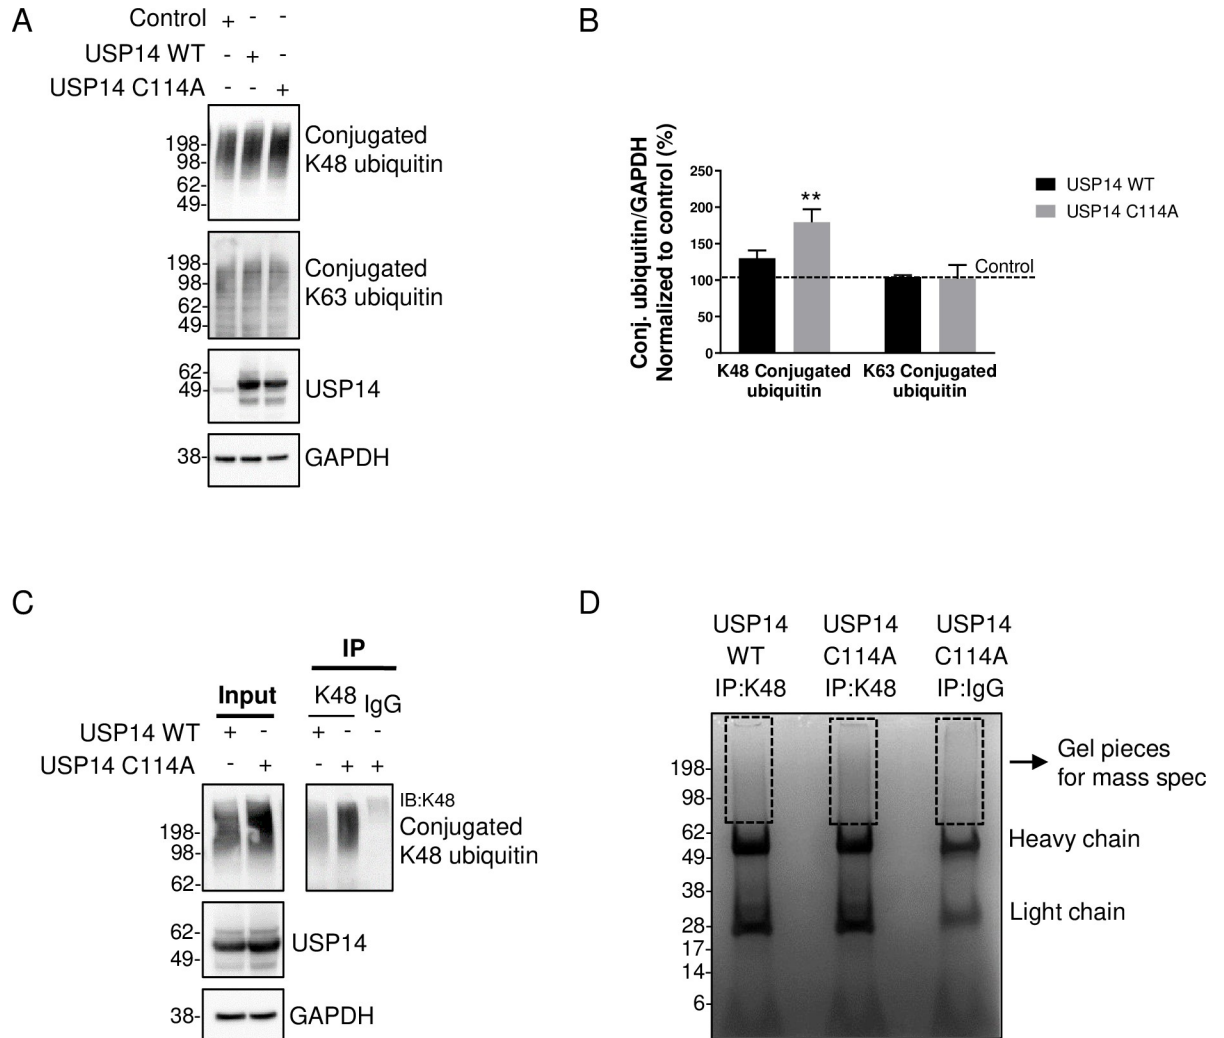 A
Control + - -
USP14 WT - + -
USP14 C114A - - +
198-
98-
62-
49-
Conjugated
K48 ubiquitin
198-
98-
62-
49-
Conjugated
K63 ubiquitin
62-
49-
USP14
38-
GAPDH
B
Conj. ubiquitin/GAPDH
Normalized to control (%)
250
200
150
100
50
0
**
Control
K48 Conjugated
ubiquitin
K63 Conjugated
ubiquitin
USP14 WT
USP14 C114A
C
IP
Input K48 IgG
USP14 WT + - + - -
USP14 C114A - + - + +
198-
98-
62-
IB:K48
Conjugated
K48 ubiquitin
62-
49-
USP14
38-
GAPDH
D
USP14
WT
IP:K48
USP14
C114A
IP:K48
USP14
C114A
IP:IgG
198-
98-
62-
49-
38-
28-
17-
14-
6-
Gel pieces
for mass spec
Heavy chain
Light chain